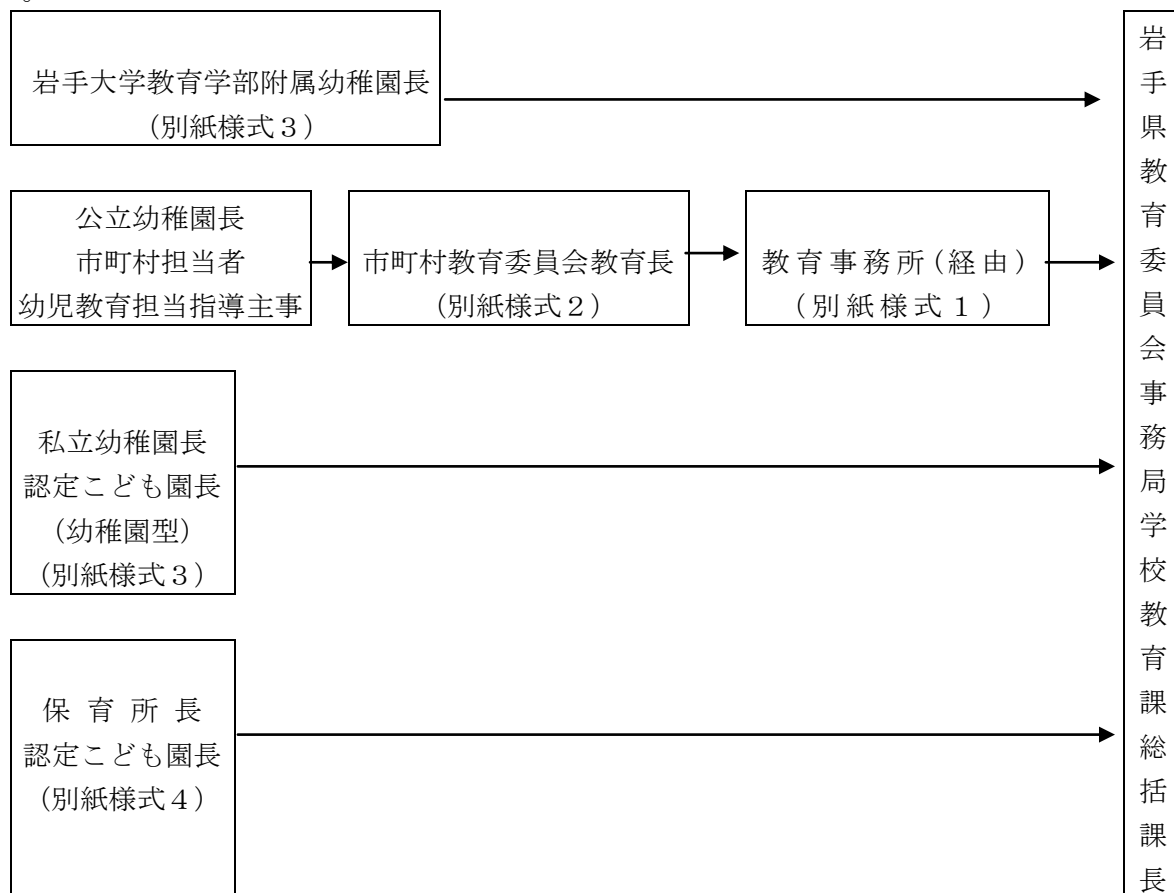 。
岩手大学教育学部附属幼稚園長
(別紙様式３)
公立幼稚園長
市町村担当者
幼児教育担当指導主事
市町村教育委員会教育長
(別紙様式２)
教育事務所(経由)
(別紙様式１)
私立幼稚園長
認定こども園長
(幼稚園型)
(別紙様式３)
保育所長
認定こども園長
(別紙様式４)
岩手県教育委員会事務局学校教育課総括課長